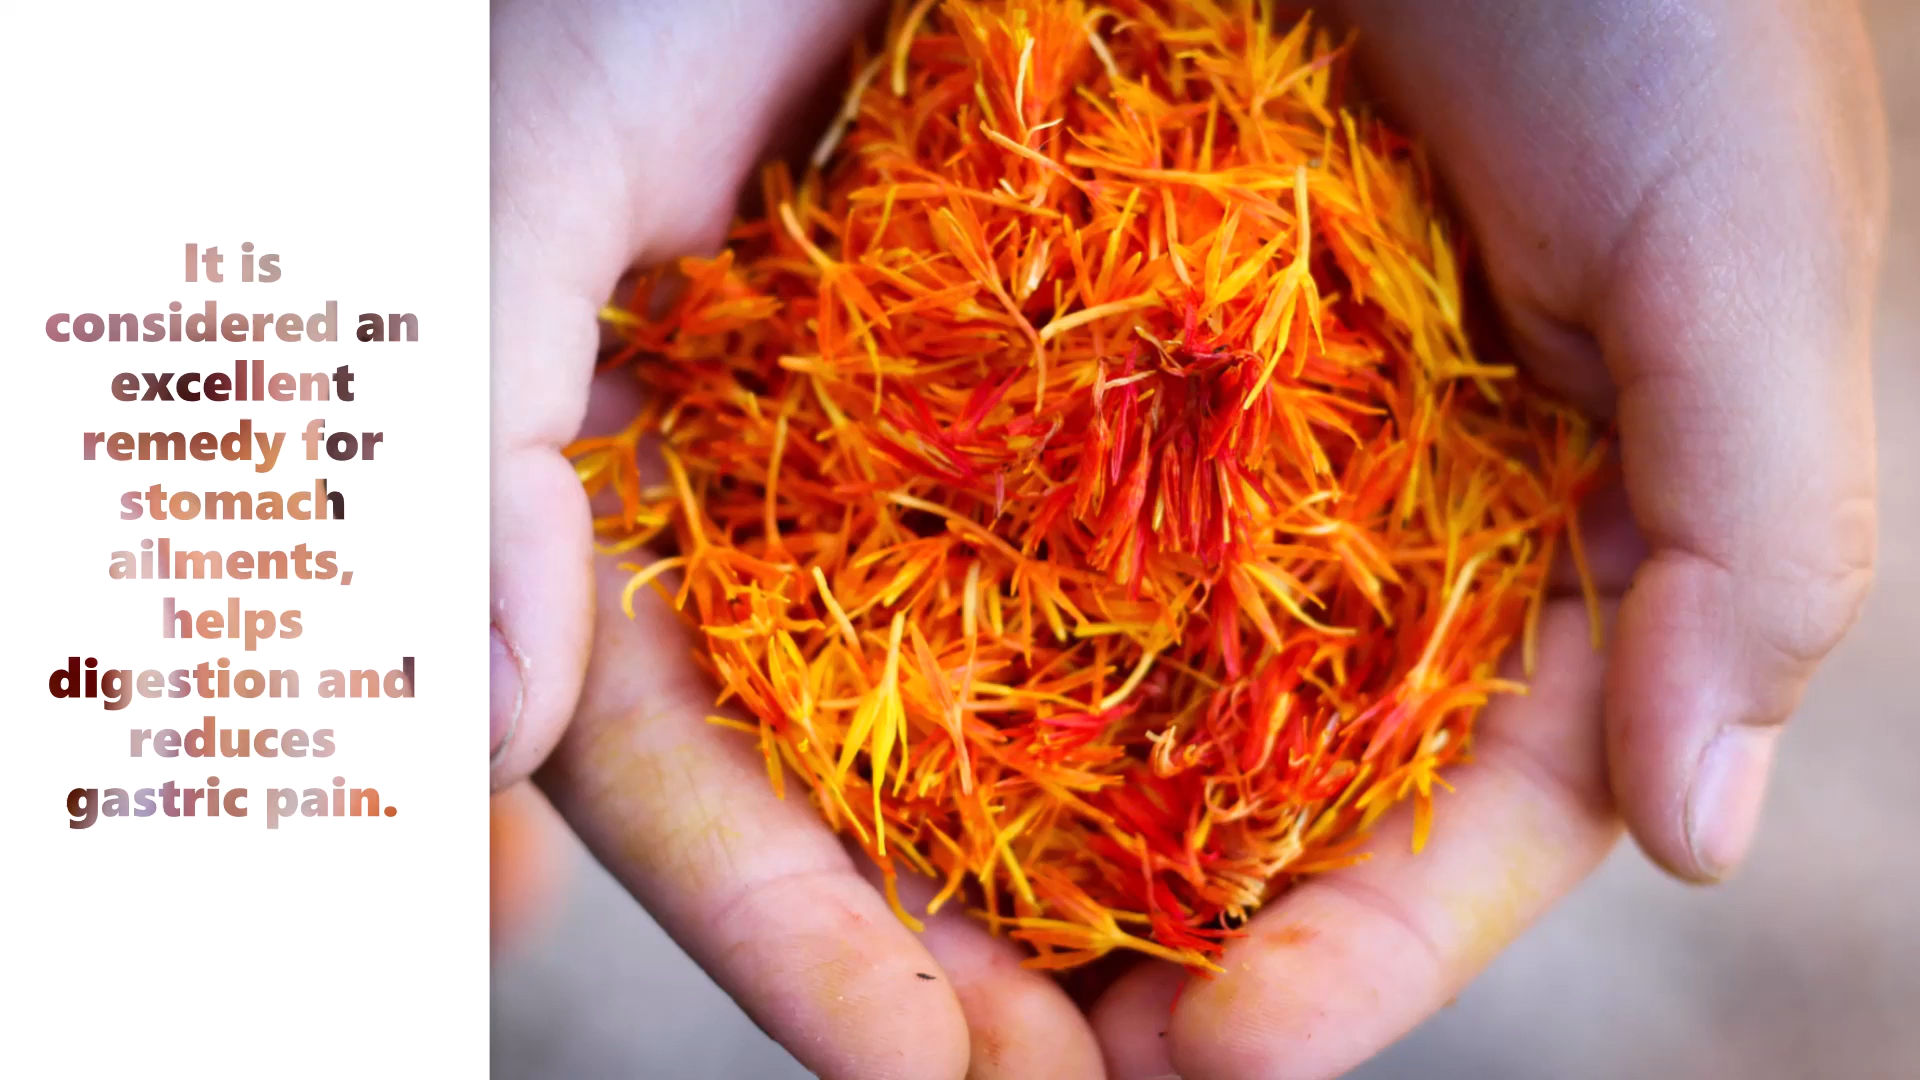 It is
considered an
excellent
remedy for
stomach
ailments,
helps
digestion and
reduces
gastric pain.